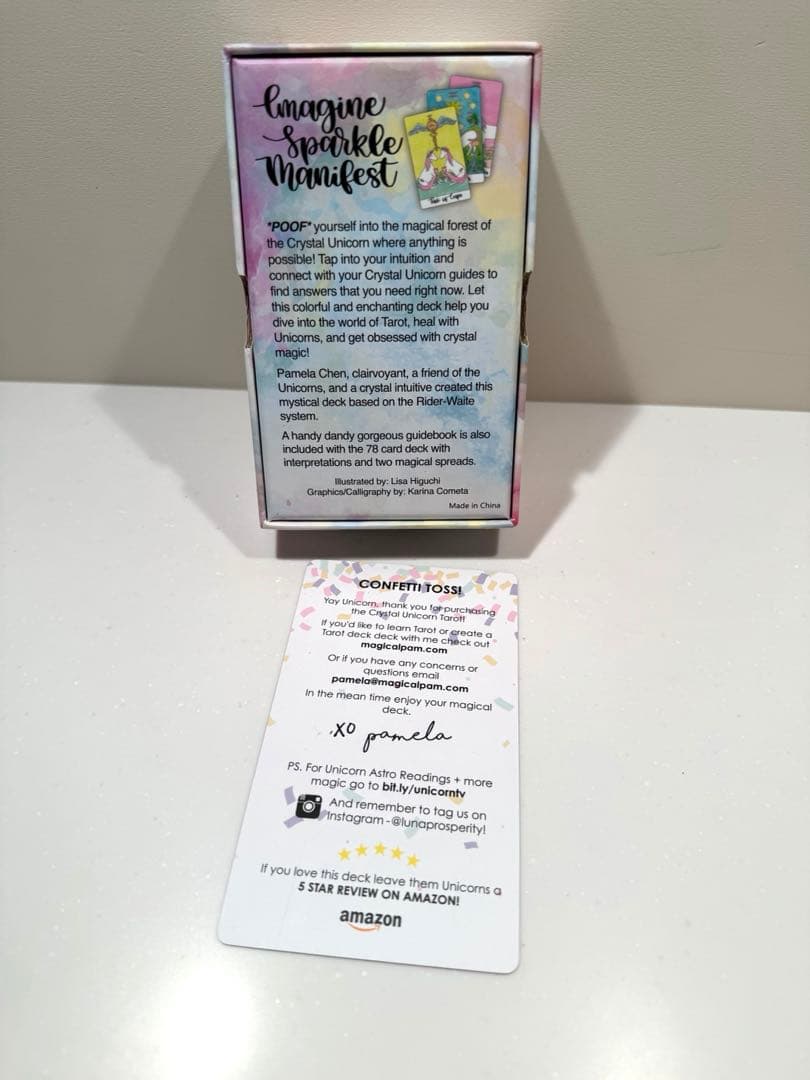 Imagine
Sparkle
Manifest
Two of Cups
*POOF* yourself into the magical forest of
the Crystal Unicorn where anything is
possible! Tap into your intuition and
connect with your Crystal Unicorn guides to
find answers that you need right now. Let
this colorful and enchanting deck help you
dive into the world of Tarot, heal with
Unicorns, and get obsessed with crystal
magic!
Pamela Chen, clairvoyant, a friend of the
Unicorns, and a crystal intuitive created this
mystical deck based on the Rider-Waite
system.
A handy dandy gorgeous guidebook is also
included with the 78 card deck with
interpretations and two magical spreads.
Illustrated by: Lisa Higuchi
Graphics/Calligraphy by: Karina Cometa
Made in China
CONFETTI TOSS!
Yay Unicorn, thank you for purchasing
the Crystal Unicorn Tarot!
If you'd like to learn Tarot or create a
Tarot deck deck with me check out
magicalpam.com
Or if you have any concerns or
questions email
pamela@magicalpam.com
In the mean time enjoy your magical
deck.
xo pamela
PS. For Unicorn Astro Readings + more
magic go to bit.ly/unicorntv
And remember to tag us on
Instagram - @lunaprosperity!
If you love this deck leave them Unicorns a
5 STAR REVIEW ON AMAZON!
amazon